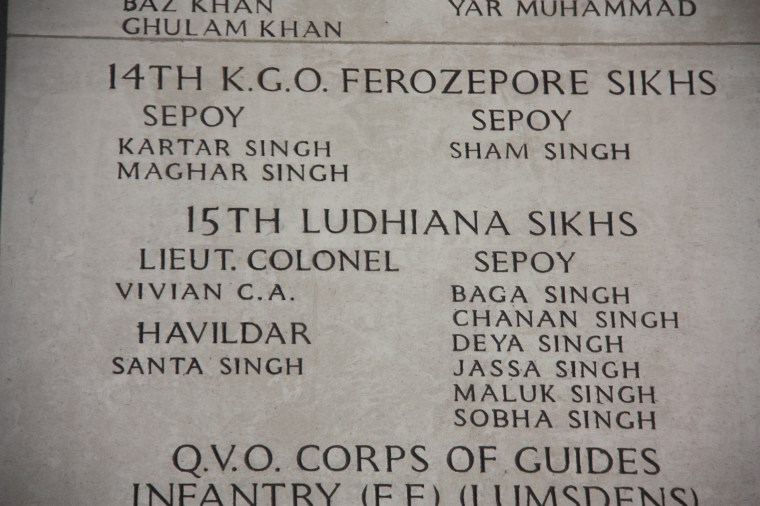 BAZ KHAN
GHULAM KHAN
YAR MUHAMMAD
14TH K.G.O. FEROZEPORE SIKHS
SEPOY
KARTAR SINGH
MAGHAR SINGH
SEPOY
SHAM SINGH
15TH LUDHIANA SIKHS
LIEUT. COLONEL
VIVIAN C.A.
HAVILDAR
SANTA SINGH
SEPOY
BAGA SINGH
CHANAN SINGH
DEYA SINGH
JASSA SINGH
MALUK SINGH
SOBHA SINGH
Q.V.O. CORPS OF GUIDES
INFANTRY (F.F.) (LUMSDENS)